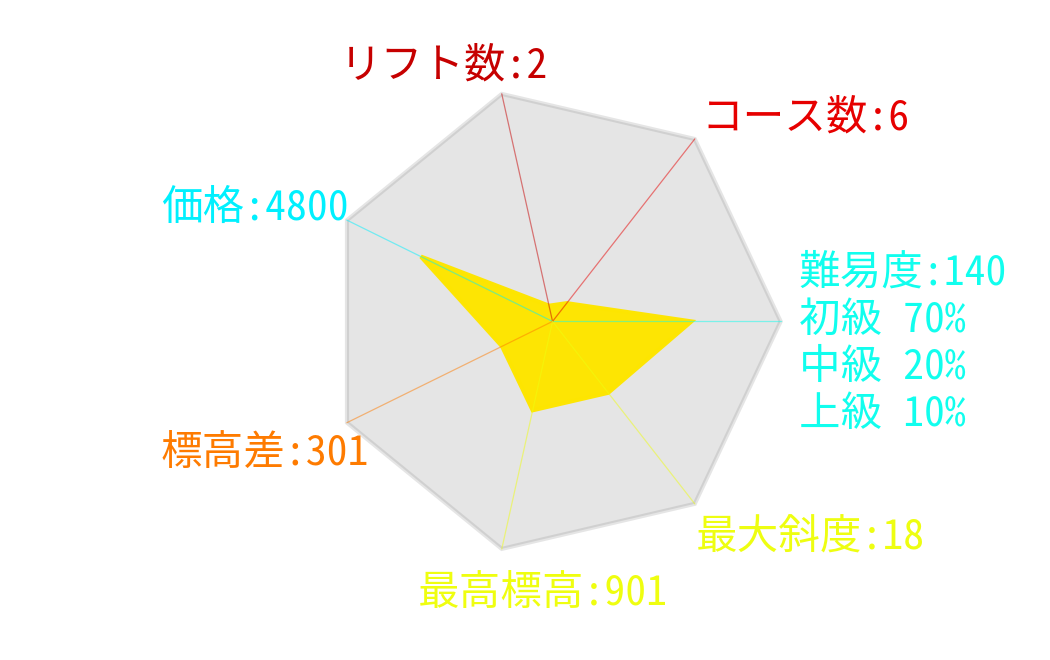 リフト数:2
コース数:6
価格:4800
難易度:140
初級 70%
中級 20%
上級 10%
標高差:301
最大斜度:18
最高標高:901